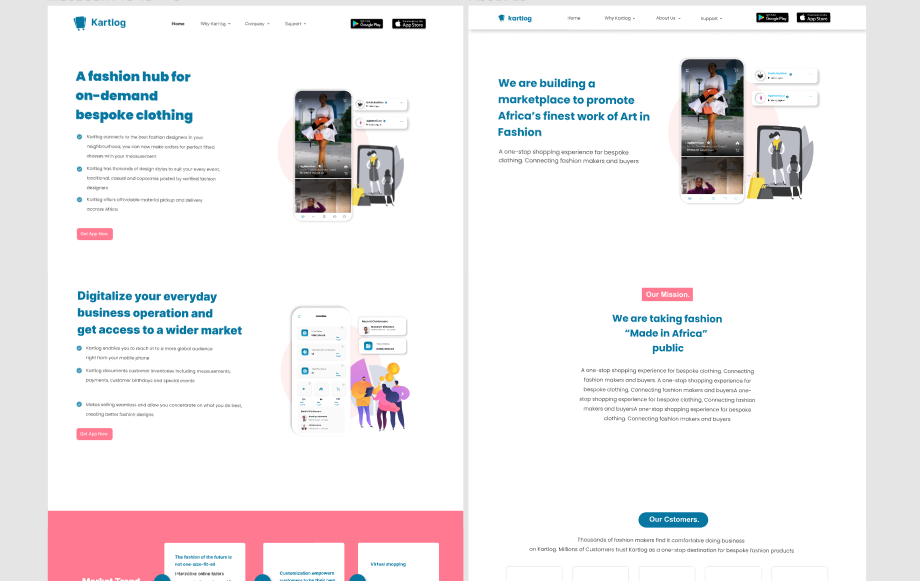 Kartlog
Home
Why Kartlog
Company
Support
Google Play
App Store
A fashion hub for
on-demand
bespoke clothing
Kartlog connects to the best fashion designers in your
neighbourhood, you can now make orders for perfect fitted
dresses with your measurement
Kartlog has thousands of design styles to suit your every event,
traditional, casual and coporates posted by verified fashion
designers
Kartlog offers affordable material pickup and delivery
accross Africa
Get App Now
Digitalize your everyday
business operation and
get access to a wider market
Kartlog enables you to reach in to a more global audience
right from your mobile phone
Kartlog documents customer inventories including measurements,
payments, customer birthdays and special events
Makes selling seamless and allow you concentrate on what you do best,
creating better fashion designs
Get App Now
Market Trend
The fashion of the future is
not one-size-fit-all
Interactive online tailors
Customization empowers
customers to be their own
Virtual shopping
Kartlog
Home
Why Kartlog
About Us
Support
Google Play
App Store
We are building a
marketplace to promote
Africa's finest work of Art in
Fashion
A one-stop shopping experience for bespoke
clothing. Connecting fashion makers and buyers
Our Mission.
We are taking fashion
“Made in Africa”
public
A one-stop shopping experience for bespoke clothing. Connecting
fashion makers and buyers. A one-stop shopping experience for
bespoke clothing. Connecting fashion makers and buyersA one-
stop shopping experience for bespoke clothing. Connecting fashion
makers and buyersA one-stop shopping experience for bespoke
clothing. Connecting fashion makers and buyers
Our Cstomers.
Thousands of fashion makers find it comfortable doing business
on Kartlog. Millions of Customers trust Kartlog as a one-stop destination for bespoke fashion products